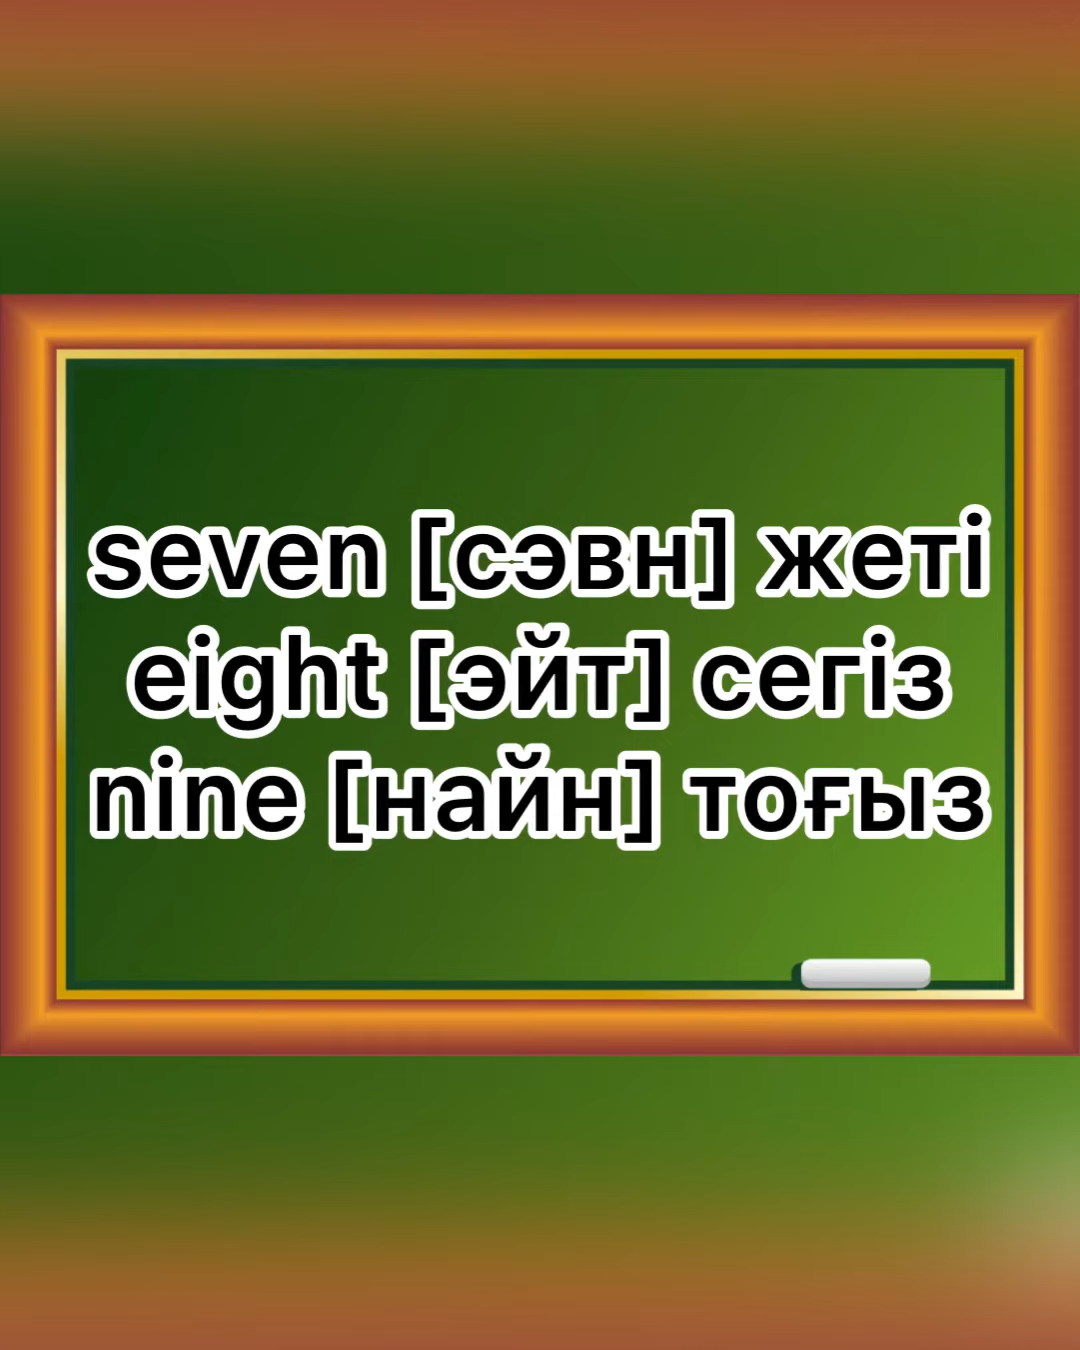 seven [сэвн] жеті
eight [эйт] сегіз
nine [найн] тоғыз